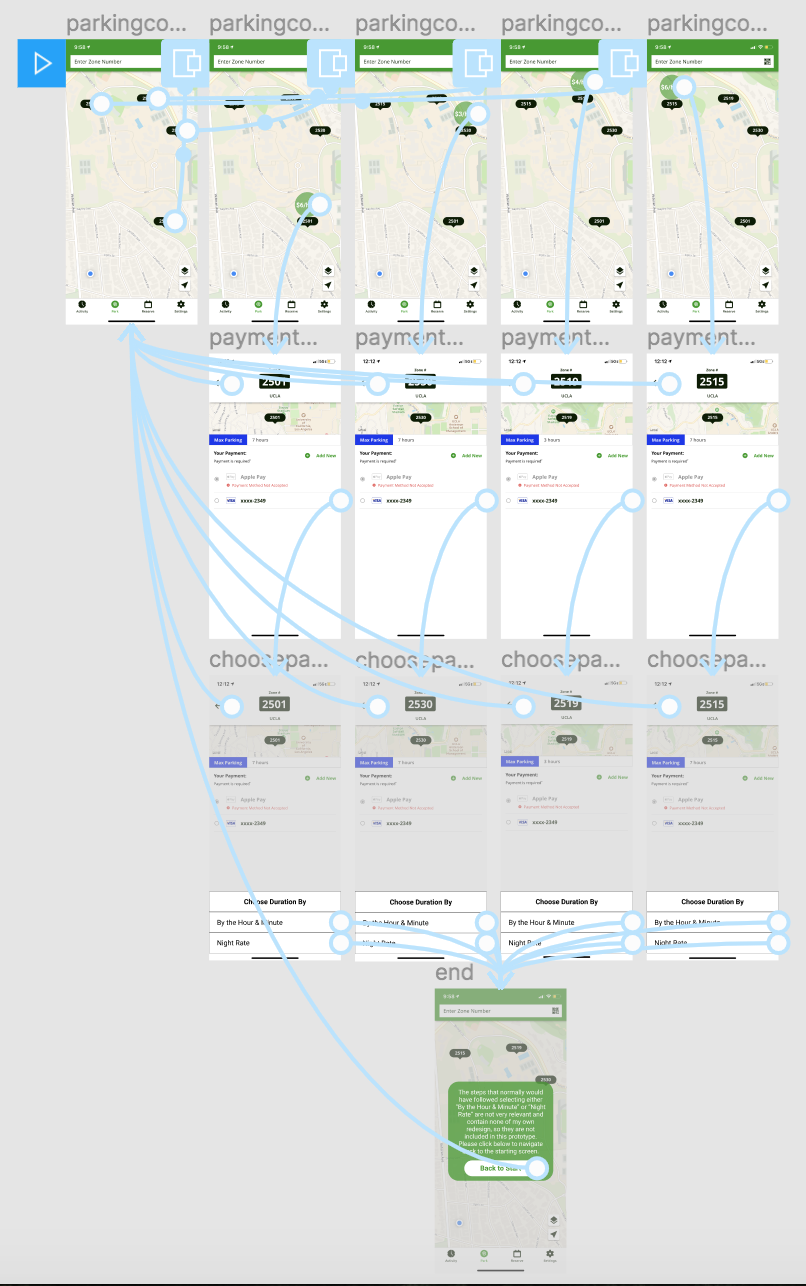 parkingco...
parkingco...
parkingco...
parkingco...
parkingco...
9:58
9:58
9:58
9:58
9:58
Enter Zone Number
Enter Zone Number
Enter Zone Number
Enter Zone Number
Enter Zone Number
2515
2519
2530
2530
2530
2530
2501
2501
2501
2501
Activity Park Reserve Settings
Activity Park Reserve Settings
Activity Park Reserve Settings
Activity Park Reserve Settings
Activity Park Reserve Settings
payment...
payment...
payment...
payment...
12:12
12:12
12:12
12:12
Zone #
Zone #
Zone #
Zone #
2501
2530
2519
2515
UCLA
UCLA
UCLA
UCLA
2501
2530
2519
2515
Max Parking 7 hours
Max Parking 7 hours
Max Parking 3 hours
Max Parking 7 hours
Your Payment: Add New
Your Payment: Add New
Your Payment: Add New
Your Payment: Add New
Payment is required*
Payment is required*
Payment is required*
Payment is required*
Apple Pay
Apple Pay
Apple Pay
Apple Pay
Payment Method Not Accepted
Payment Method Not Accepted
Payment Method Not Accepted
Payment Method Not Accepted
VISA xxxx-2349
VISA xxxx-2349
VISA xxxx-2349
VISA xxxx-2349
choosepa...
choosepa...
choosepa...
choosepa...
12:12
12:12
12:12
12:12
Zone #
Zone #
Zone #
Zone #
2501
2530
2519
2515
UCLA
UCLA
UCLA
UCLA
2501
2530
2519
2515
Max Parking 7 hours
Max Parking 7 hours
Max Parking 3 hours
Max Parking 7 hours
Your Payment: Add New
Your Payment: Add New
Your Payment: Add New
Your Payment: Add New
Payment is required*
Payment is required*
Payment is required*
Payment is required*
Apple Pay
Apple Pay
Apple Pay
Apple Pay
Payment Method Not Accepted
Payment Method Not Accepted
Payment Method Not Accepted
Payment Method Not Accepted
VISA xxxx-2349
VISA xxxx-2349
VISA xxxx-2349
VISA xxxx-2349
Choose Duration By
Choose Duration By
Choose Duration By
Choose Duration By
By the Hour & Minute
By the Hour & Minute
By the Hour & Minute
By the Hour & Minute
Night Rate
Night Rate
Night Rate
Night Rate
end
9:58
Enter Zone Number
2515
2519
2530
The steps that normally would
have followed selecting either
"By the Hour & Minute" or "Night
Rate" are not very relevant and
contain none of my own
redesign, so they are not
included in this prototype.
Please click below to navigate
back to the starting screen.
Back to Start
Activity Park Reserve Settings